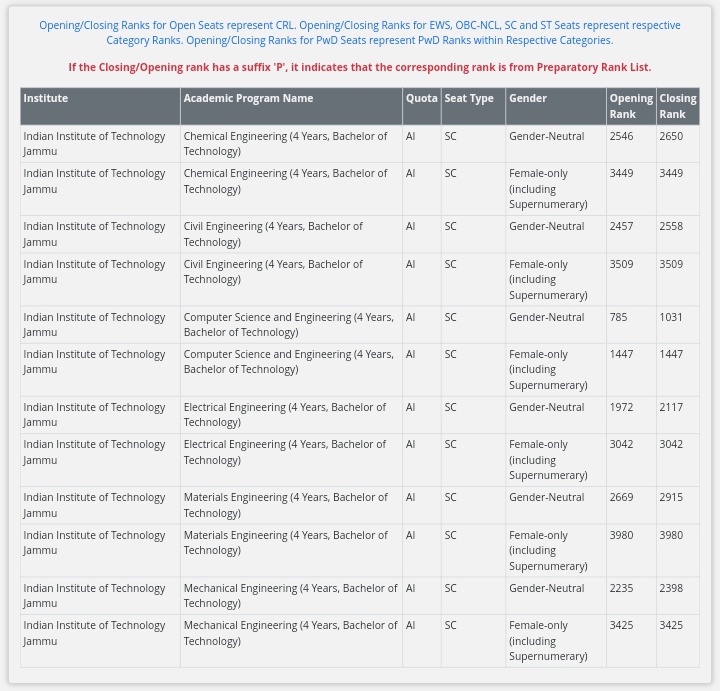 Opening/Closing Ranks for Open Seats represent CRL. Opening/Closing Ranks for EWS, OBC-NCL, SC and ST Seats represent respective
Category Ranks. Opening/Closing Ranks for PwD Seats represent PwD Ranks within Respective Categories.
If the Closing/Opening rank has a suffix 'P', it indicates that the corresponding rank is from Preparatory Rank List.
Institute Academic Program Name Quota Seat Type Gender Opening Closing
Rank Rank
Indian Institute of Technology Chemical Engineering (4 Years, Bachelor of AI SC Gender-Neutral 2546 2650
Jammu Technology)
Indian Institute of Technology Chemical Engineering (4 Years, Bachelor of AI SC Female-only 3449 3449
Jammu Technology) (including
Supernumerary)
Indian Institute of Technology Civil Engineering (4 Years, Bachelor of AI SC Gender-Neutral 2457 2558
Jammu Technology)
Indian Institute of Technology Civil Engineering (4 Years, Bachelor of AI SC Female-only 3509 3509
Jammu Technology) (including
Supernumerary)
Indian Institute of Technology Computer Science and Engineering (4 Years, AI SC Gender-Neutral 785 1031
Jammu Bachelor of Technology)
Indian Institute of Technology Computer Science and Engineering (4 Years, AI SC Female-only 1447 1447
Jammu Bachelor of Technology) (including
Supernumerary)
Indian Institute of Technology Electrical Engineering (4 Years, Bachelor of AI SC Gender-Neutral 1972 2117
Jammu Technology)
Indian Institute of Technology Electrical Engineering (4 Years, Bachelor of AI SC Female-only 3042 3042
Jammu Technology) (including
Supernumerary)
Indian Institute of Technology Materials Engineering (4 Years, Bachelor of AI SC Gender-Neutral 2669 2915
Jammu Technology)
Indian Institute of Technology Materials Engineering (4 Years, Bachelor of AI SC Female-only 3980 3980
Jammu Technology) (including
Supernumerary)
Indian Institute of Technology Mechanical Engineering (4 Years, Bachelor of AI SC Gender-Neutral 2235 2398
Jammu Technology)
Indian Institute of Technology Mechanical Engineering (4 Years, Bachelor of AI SC Female-only 3425 3425
Jammu Technology) (including
Supernumerary)